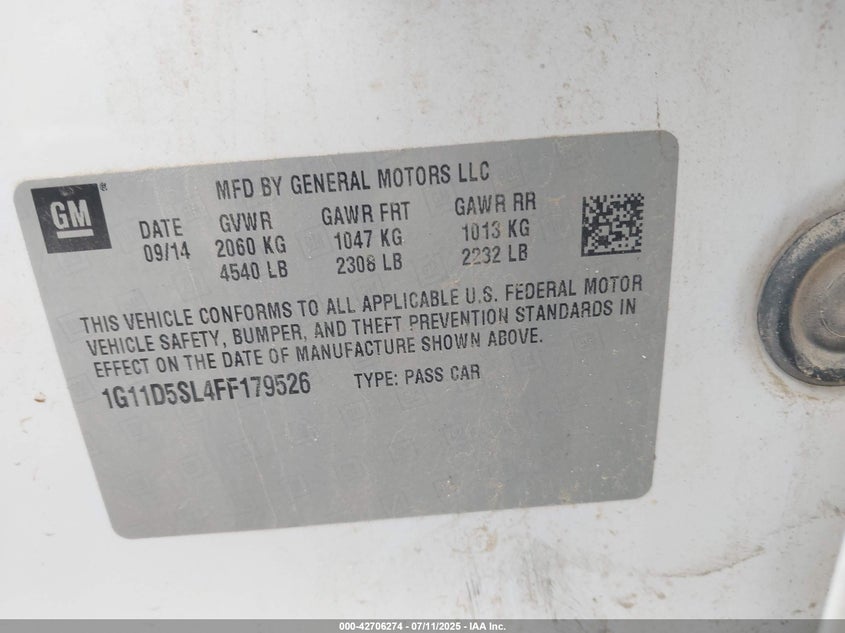 GM
®
MFD BY GENERAL MOTORS LLC
DATE GVWR GAWR FRT GAWR RR
09/14 2060 KG 1047 KG 1013 KG
4540 LB 2308 LB 2232 LB
THIS VEHICLE CONFORMS TO ALL APPLICABLE U.S. FEDERAL MOTOR
VEHICLE SAFETY, BUMPER, AND THEFT PREVENTION STANDARDS IN
EFFECT ON THE DATE OF MANUFACTURE SHOWN ABOVE.
1G11D5SL4FF179526 TYPE: PASS CAR
000-42706274 - 07/11/2025 - IAA Inc.